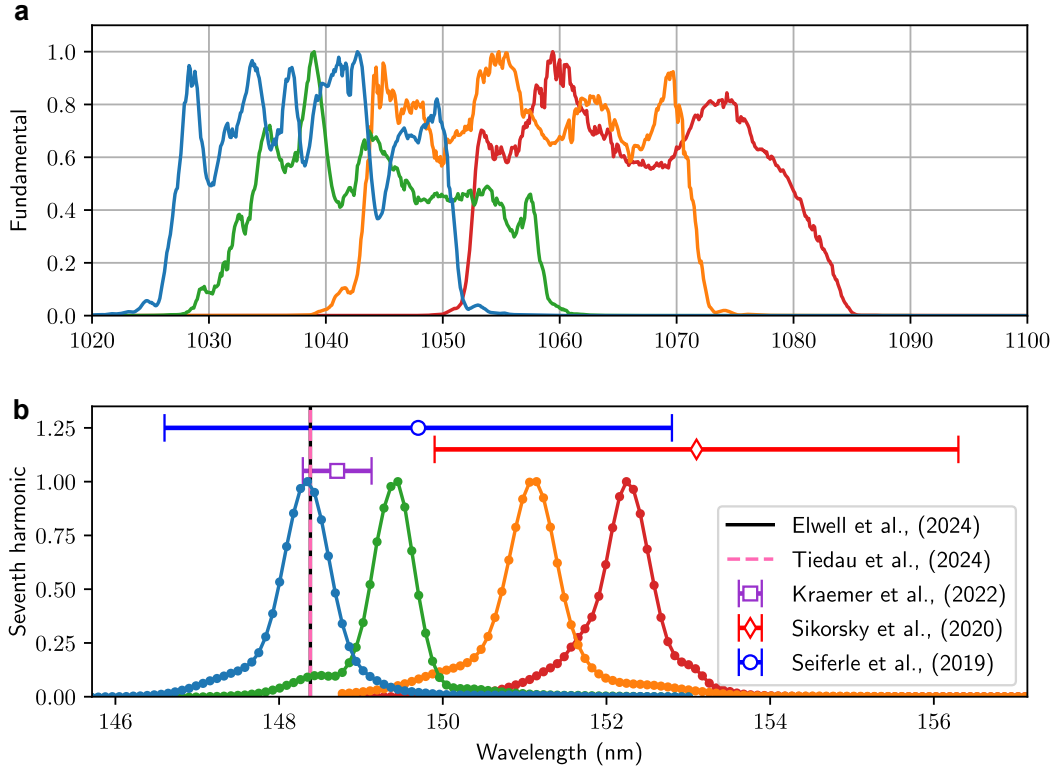 a
Fundamental
1.0
0.8
0.6
0.4
0.2
0.0
1020 1030 1040 1050 1060 1070 1080 1090 1100
b
Seventh harmonic
1.25
1.00
0.75
0.50
0.25
0.00
Elwell et al., (2024)
Tiedau et al., (2024)
Kraemer et al., (2022)
Sikorsky et al., (2020)
Seiferle et al., (2019)
146 148 150 152 154 156
Wavelength (nm)